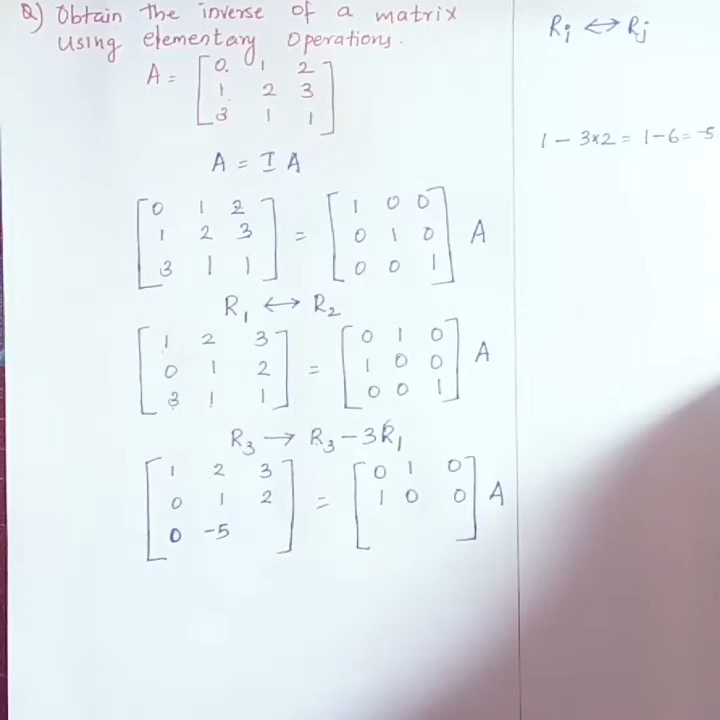 Q) Obtain the inverse of a matrix
using elementary operations.
A = [ 0. 1 2
1 2 3
3 1 1 ]
A = I A
[ 0 1 2
1 2 3
3 1 1 ] = [ 1 0 0
0 1 0
0 0 1 ] A
R1 ↔ R2
[ 1 2 3
0 1 2
3 1 1 ] = [ 0 1 0
1 0 0
0 0 1 ] A
R3 → R3 - 3R1
[ 1 2 3
0 1 2
0 -5 ] = [ 0 1 0
1 0 0 ] A
Ri ↔ Rj
1 - 3×2 = 1-6 = -5